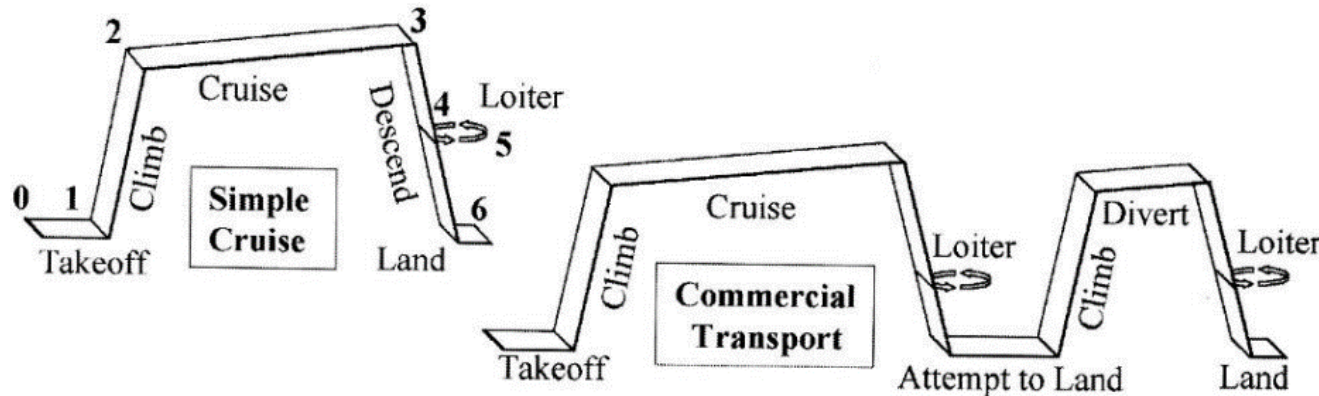 2
3
Cruise
Climb
Descend
4
Loiter
5
0
1
Simple
Cruise
6
Takeoff
Land
Cruise
Climb
Loiter
Commercial
Transport
Takeoff
Attempt to Land
Climb
Divert
Loiter
Land